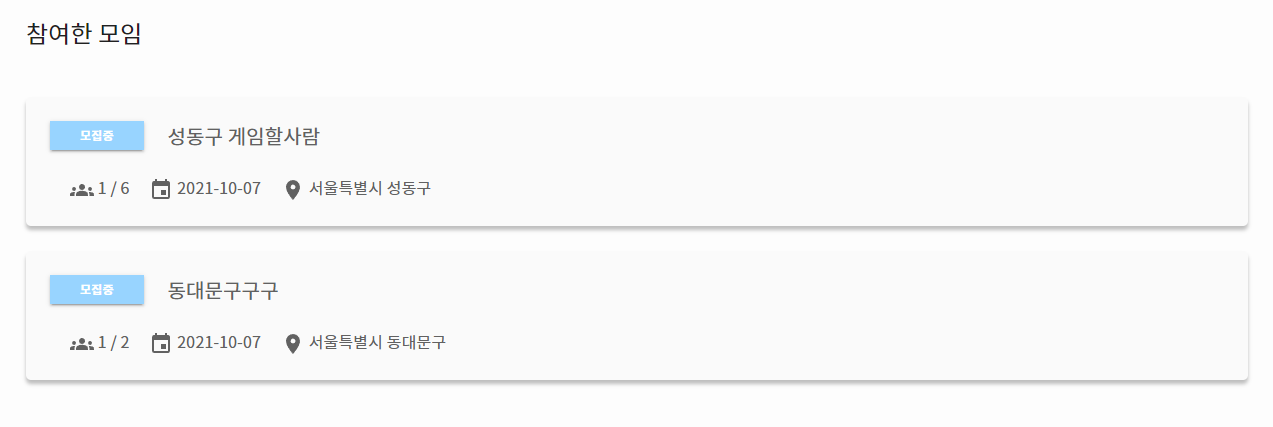 참여한 모임
모집중 성동구 게임할사람
1 / 6 2021-10-07 서울특별시 성동구
모집중 동대문구구구
1 / 2 2021-10-07 서울특별시 동대문구